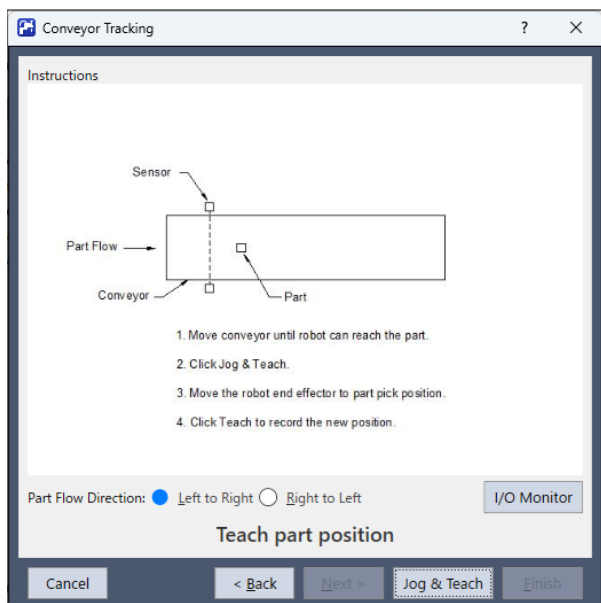 Conveyor Tracking
?
Instructions
Sensor
Part Flow
Conveyor
Part
1. Move conveyor until robot can reach the part.
2. Click Jog & Teach.
3. Move the robot end effector to part pick position.
4. Click Teach to record the new position.
Part Flow Direction: Left to Right Right to Left I/O Monitor
Teach part position
Cancel < Back Next > Jog & Teach Finish